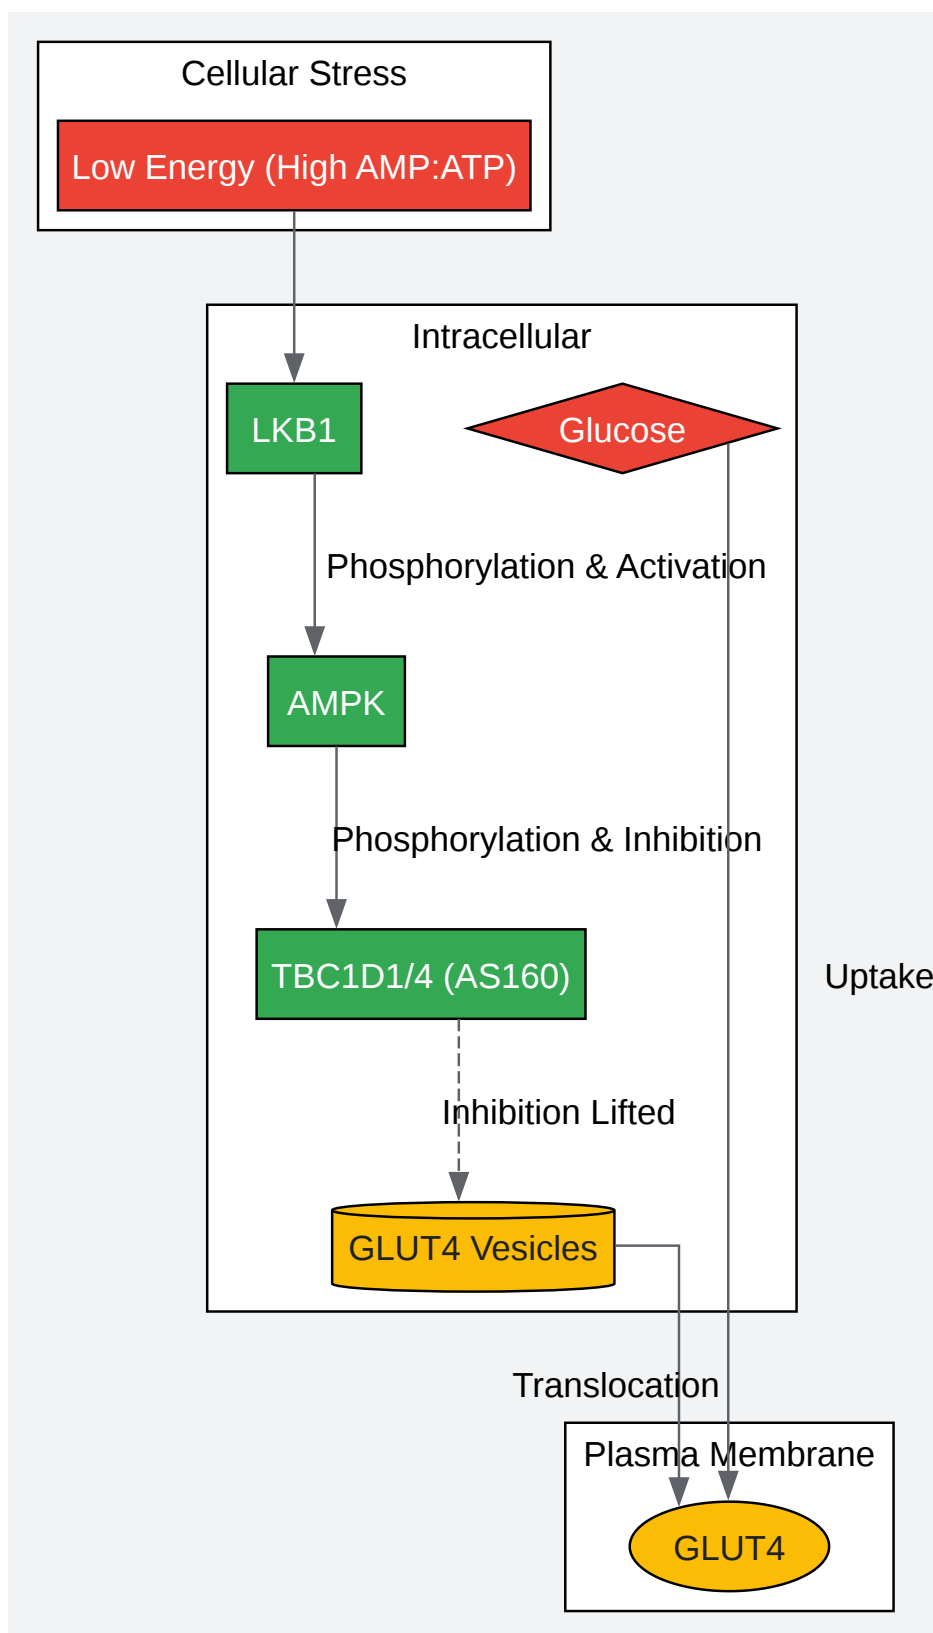 Cellular Stress
Low Energy (High AMP:ATP)
Intracellular
LKB1
Glucose
Phosphorylation & Activation
AMPK
Phosphorylation & Inhibition
TBC1D1/4 (AS160)
Uptake
Inhibition Lifted
GLUT4 Vesicles
Translocation
Plasma Membrane
GLUT4